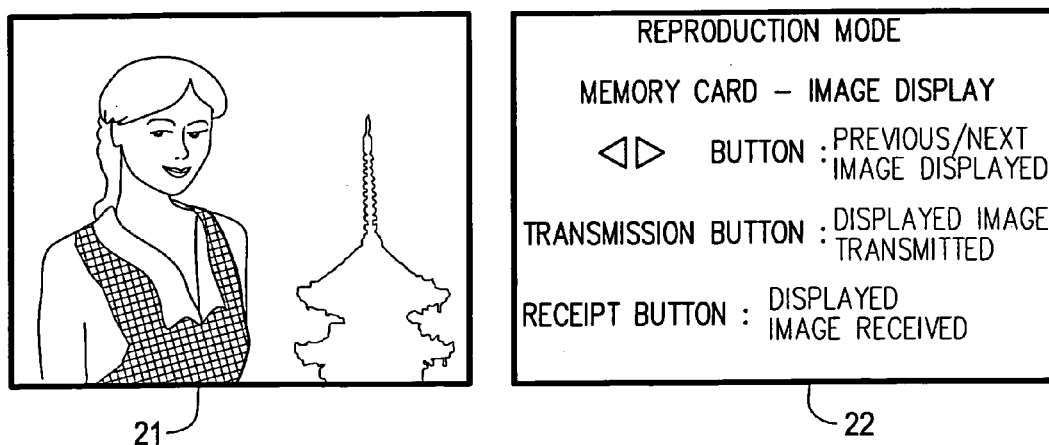 REPRODUCTION MODE
MEMORY CARD – IMAGE DISPLAY
◁▷ BUTTON : PREVIOUS/NEXT
IMAGE DISPLAYED
TRANSMISSION BUTTON : DISPLAYED IMAGE
TRANSMITTED
RECEIPT BUTTON : DISPLAYED
IMAGE RECEIVED
21
22